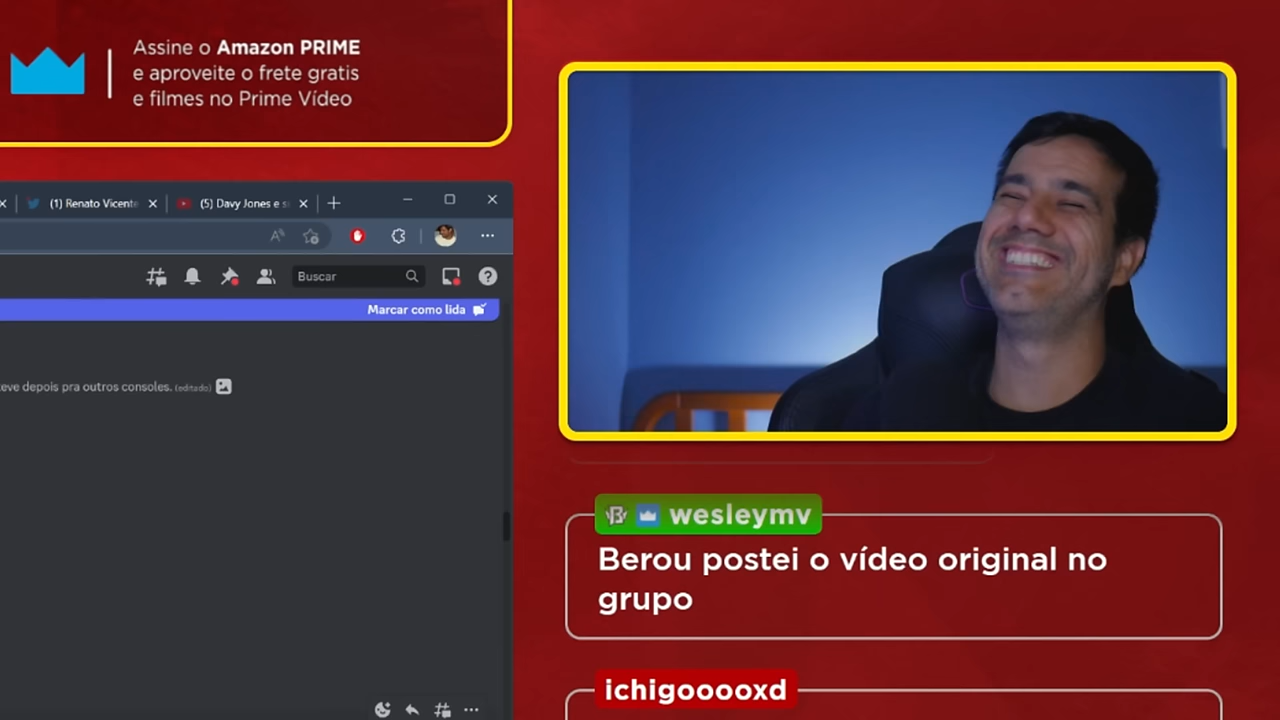 Assine o Amazon PRIME
e aproveite o frete gratis
e filmes no Prime Vídeo
(1) Renato Vicente
(5) Davy Jones e s
Buscar
Marcar como lida
eve depois pra outros consoles. (editado)
wesleymv
Berou postei o vídeo original no
grupo
ichigooooxd